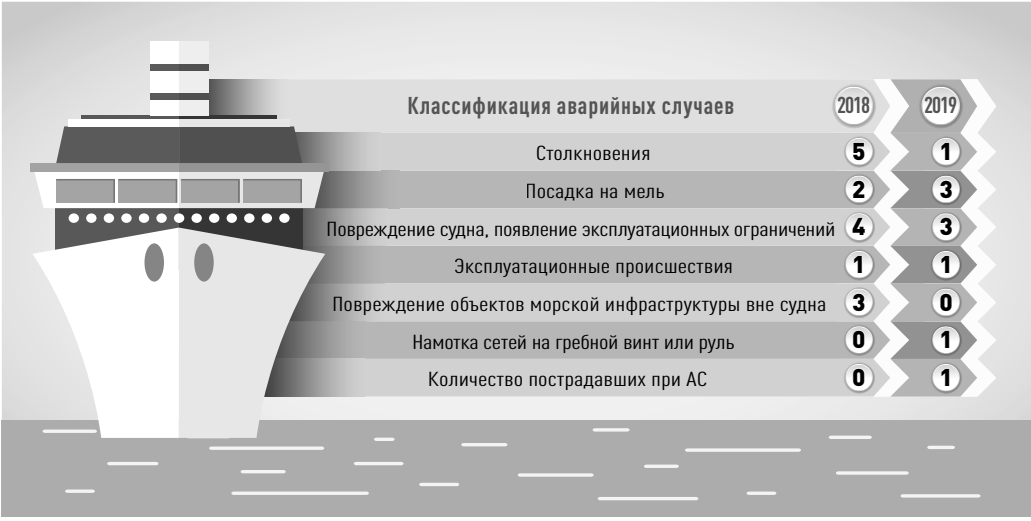 Классификация аварийных случаев 2018 2019
Столкновения 5 1
Посадка на мель 2 3
Повреждение судна, появление эксплуатационных ограничений 4 3
Эксплуатационные происшествия 1 1
Повреждение объектов морской инфраструктуры вне судна 3 0
Намотка сетей на гребной винт или руль 0 1
Количество пострадавших при АС 0 1